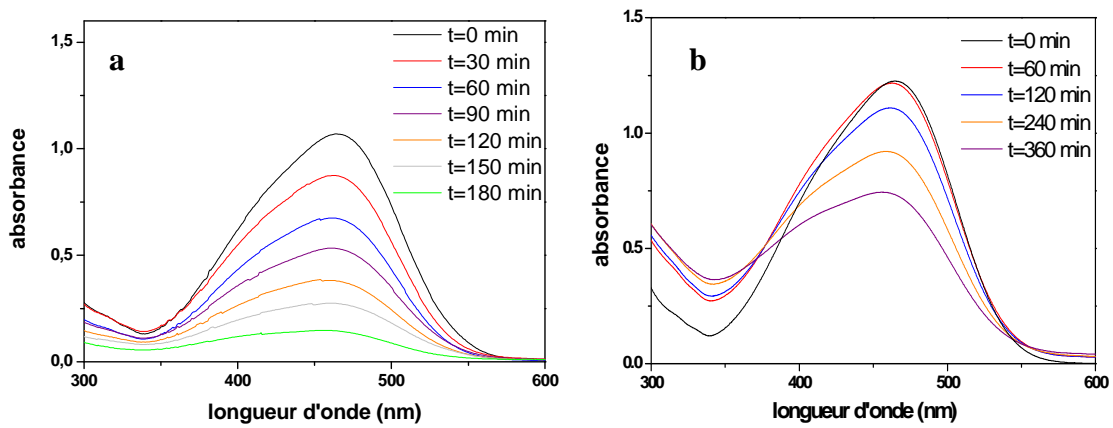 a
1,5
1,0
0,5
0,0
absorbance
300
400
500
600
longueur d'onde (nm)
t=0 min
t=30 min
t=60 min
t=90 min
t=120 min
t=150 min
t=180 min
b
1.5
1.0
0.5
0.0
absorbance
300
400
500
600
longueur d'onde (nm)
t=0 min
t=60 min
t=120 min
t=240 min
t=360 min